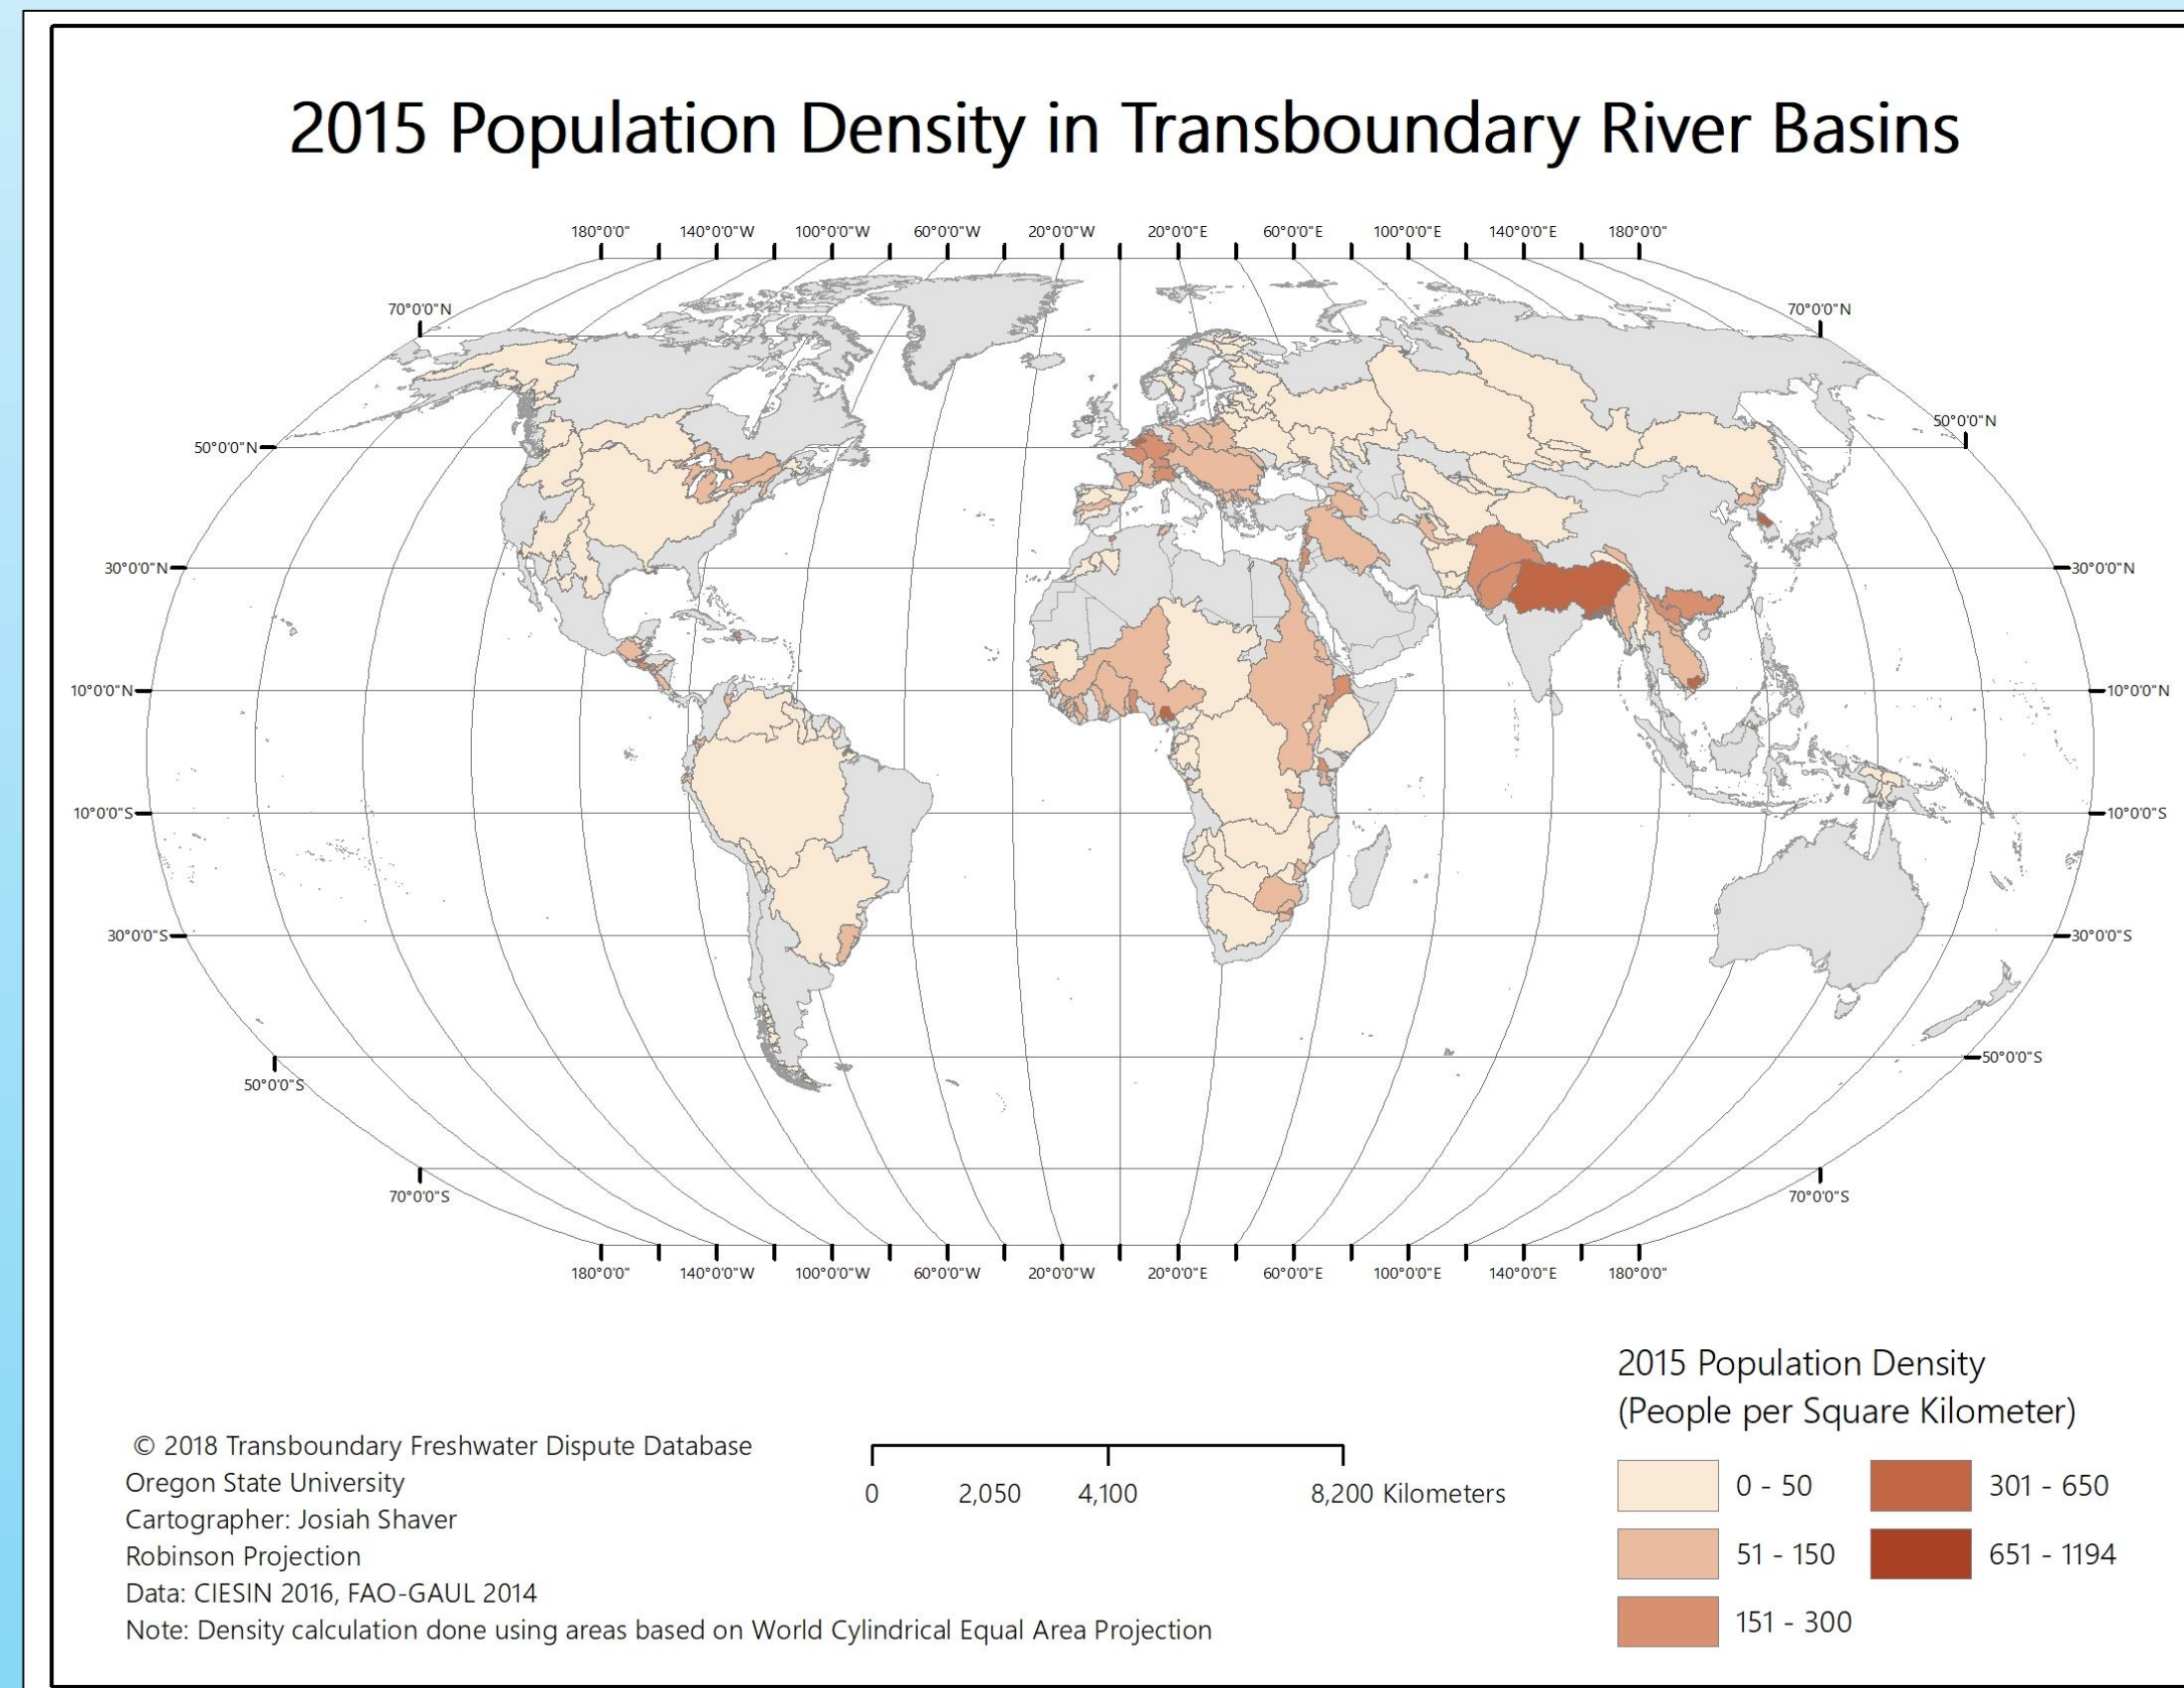 2015 Population Density in Transboundary River Basins
180°0'0" 140°0'0"W 100°0'0"W 60°0'0"W 20°0'0"W 20°0'0"E 60°0'0"E 100°0'0"E 140°0'0"E 180°0'0"
70°0'0"N 70°0'0"N
50°0'0"N 50°0'0"N
30°0'0"N 30°0'0"N
10°0'0"N 10°0'0"N
10°0'0"S 10°0'0"S
30°0'0"S 30°0'0"S
50°0'0"S 50°0'0"S
70°0'0"S 70°0'0"S
180°0'0" 140°0'0"W 100°0'0"W 60°0'0"W 20°0'0"W 20°0'0"E 60°0'0"E 100°0'0"E 140°0'0"E 180°0'0"
© 2018 Transboundary Freshwater Dispute Database
Oregon State University
Cartographer: Josiah Shaver
Robinson Projection
Data: CIESIN 2016, FAO-GAUL 2014
Note: Density calculation done using areas based on World Cylindrical Equal Area Projection
0 2,050 4,100 8,200 Kilometers
2015 Population Density
(People per Square Kilometer)
0 - 50 301 - 650
51 - 150 651 - 1194
151 - 300